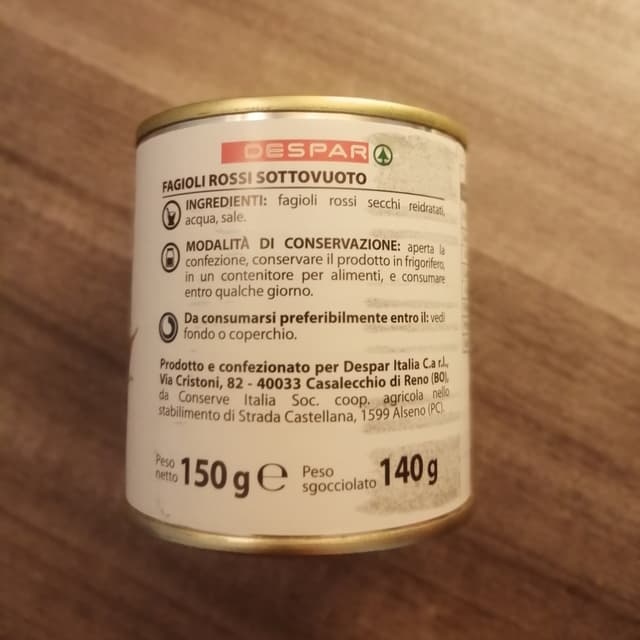 DESPAR
FAGIOLI ROSSI SOTTOVUOTO
INGREDIENTI: fagioli rossi secchi reidratati,
acqua, sale.
MODALITÀ DI CONSERVAZIONE: aperta la
confezione, conservare il prodotto in frigorifero,
in un contenitore per alimenti, e consumare
entro qualche giorno.
Da consumarsi preferibilmente entro il: vedi
fondo o coperchio.
Prodotto e confezionato per Despar Italia C.a r.l.,
Via Cristoni, 82 - 40033 Casalecchio di Reno (BO),
da Conserve Italia Soc. coop. agricola nello
stabilimento di Strada Castellana, 1599 Alseno (PC).
Peso
netto 150 g ℮
Peso
sgocciolato 140 g